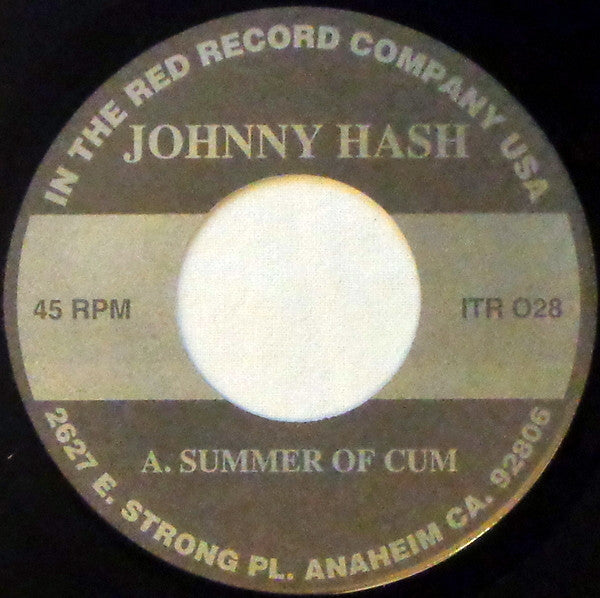 IN THE RED RECORD COMPANY USA
JOHNNY HASH
45 RPM
ITR O28
A. SUMMER OF CUM
2627 E. STRONG PL. ANAHEIM CA. 92806